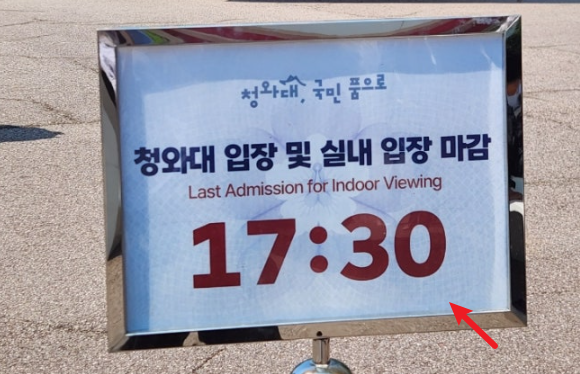 청와대, 국민 품으로
청와대 입장 및 실내 입장 마감
Last Admission for Indoor Viewing
17:30